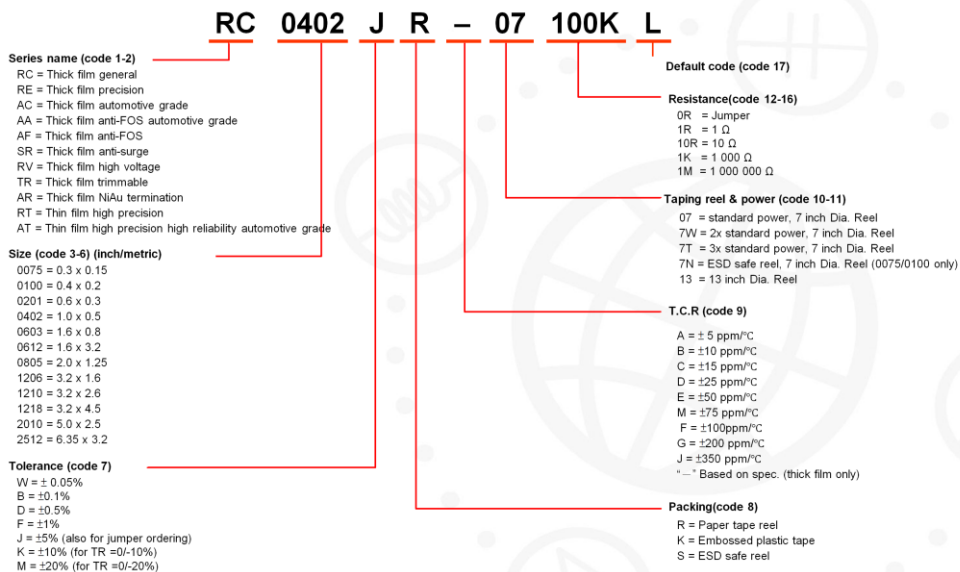 RC 0402 J R – 07 100K L
Series name (code 1-2)
RC = Thick film general
RE = Thick film precision
AC = Thick film automotive grade
AA = Thick film anti-FOS automotive grade
AF = Thick film anti-FOS
SR = Thick film anti-surge
RV = Thick film high voltage
TR = Thick film trimmable
AR = Thick film NiAu termination
RT = Thin film high precision
AT = Thin film high precision high reliability automotive grade
Size (code 3-6) (inch/metric)
0075 = 0.3 x 0.15
0100 = 0.4 x 0.2
0201 = 0.6 x 0.3
0402 = 1.0 x 0.5
0603 = 1.6 x 0.8
0612 = 1.6 x 3.2
0805 = 2.0 x 1.25
1206 = 3.2 x 1.6
1210 = 3.2 x 2.6
1218 = 3.2 x 4.5
2010 = 5.0 x 2.5
2512 = 6.35 x 3.2
Tolerance (code 7)
W = ± 0.05%
B = ±0.1%
D = ±0.5%
F = ±1%
J = ±5% (also for jumper ordering)
K = ±10% (for TR =0/-10%)
M = ±20% (for TR =0/-20%)
Default code (code 17)
Resistance(code 12-16)
0R = Jumper
1R = 1 Ω
10R = 10 Ω
1K = 1 000 Ω
1M = 1 000 000 Ω
Taping reel & power (code 10-11)
07 = standard power, 7 inch Dia. Reel
7W = 2x standard power, 7 inch Dia. Reel
7T = 3x standard power, 7 inch Dia. Reel
7N = ESD safe reel, 7 inch Dia. Reel (0075/0100 only)
13 = 13 inch Dia. Reel
T.C.R (code 9)
A = ± 5 ppm/℃
B = ±10 ppm/℃
C = ±15 ppm/℃
D = ±25 ppm/℃
E = ±50 ppm/℃
M = ±75 ppm/℃
F = ±100ppm/℃
G = ±200 ppm/℃
J = ±350 ppm/℃
“—” Based on spec. (thick film only)
Packing(code 8)
R = Paper tape reel
K = Embossed plastic tape
S = ESD safe reel